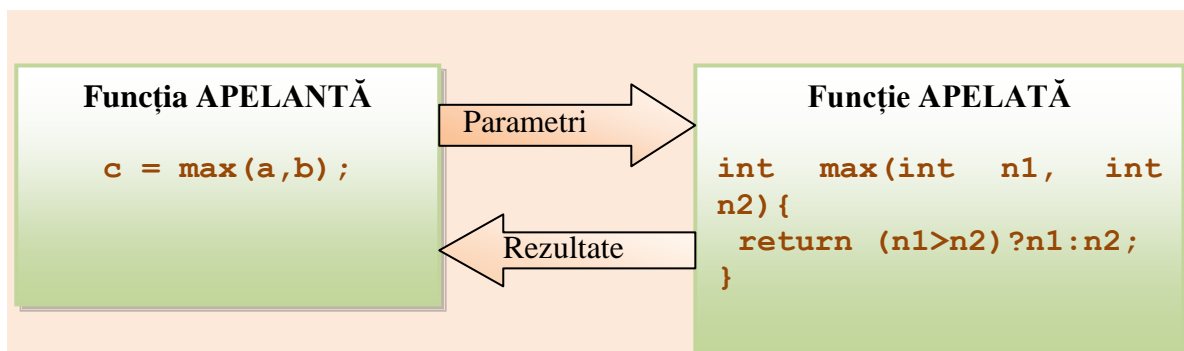 Funcția APELANTĂ
c = max(a,b);
Parametri
Rezultate
Funcție APELATĂ
int max(int n1, int
n2){
return (n1>n2)?n1:n2;
}